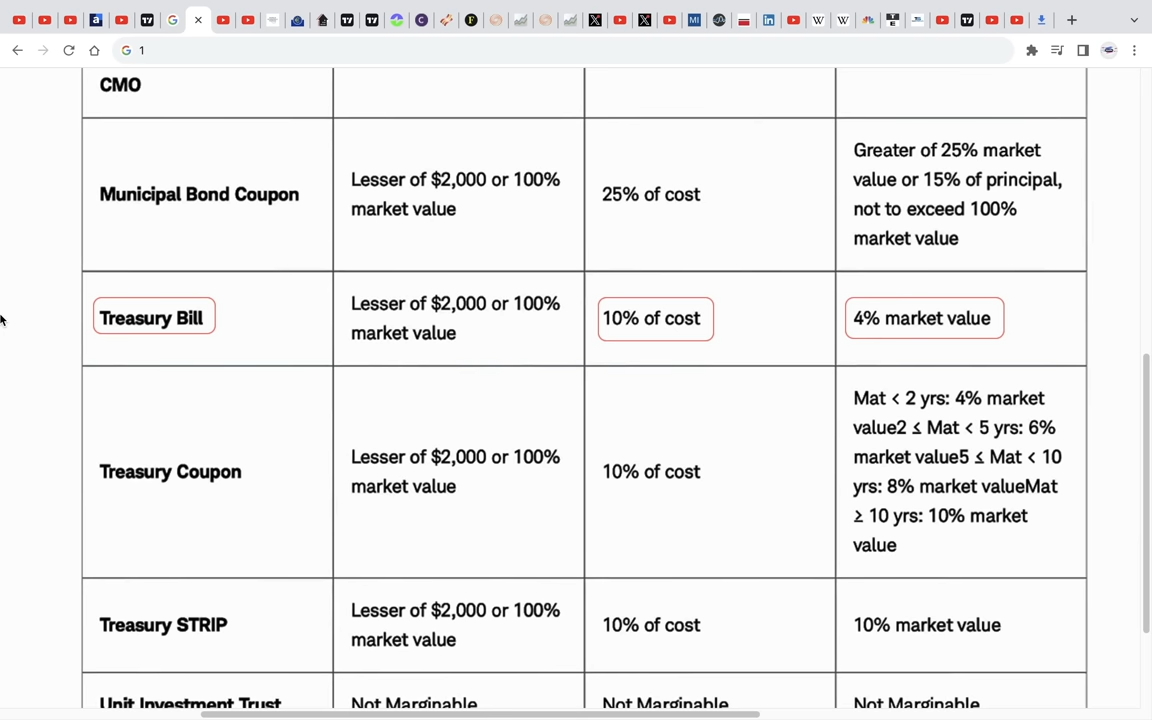 1
CMO
Municipal Bond Coupon
Lesser of $2,000 or 100%
market value
25% of cost
Greater of 25% market
value or 15% of principal,
not to exceed 100%
market value
Treasury Bill
Lesser of $2,000 or 100%
market value
10% of cost
4% market value
Treasury Coupon
Lesser of $2,000 or 100%
market value
10% of cost
Mat < 2 yrs: 4% market
value2 ≤ Mat < 5 yrs: 6%
market value5 ≤ Mat < 10
yrs: 8% market valueMat
≥ 10 yrs: 10% market
value
Treasury STRIP
Lesser of $2,000 or 100%
market value
10% of cost
10% market value
Unit Investment Trust
Not Marginable
Not Marginable
Not Marginable